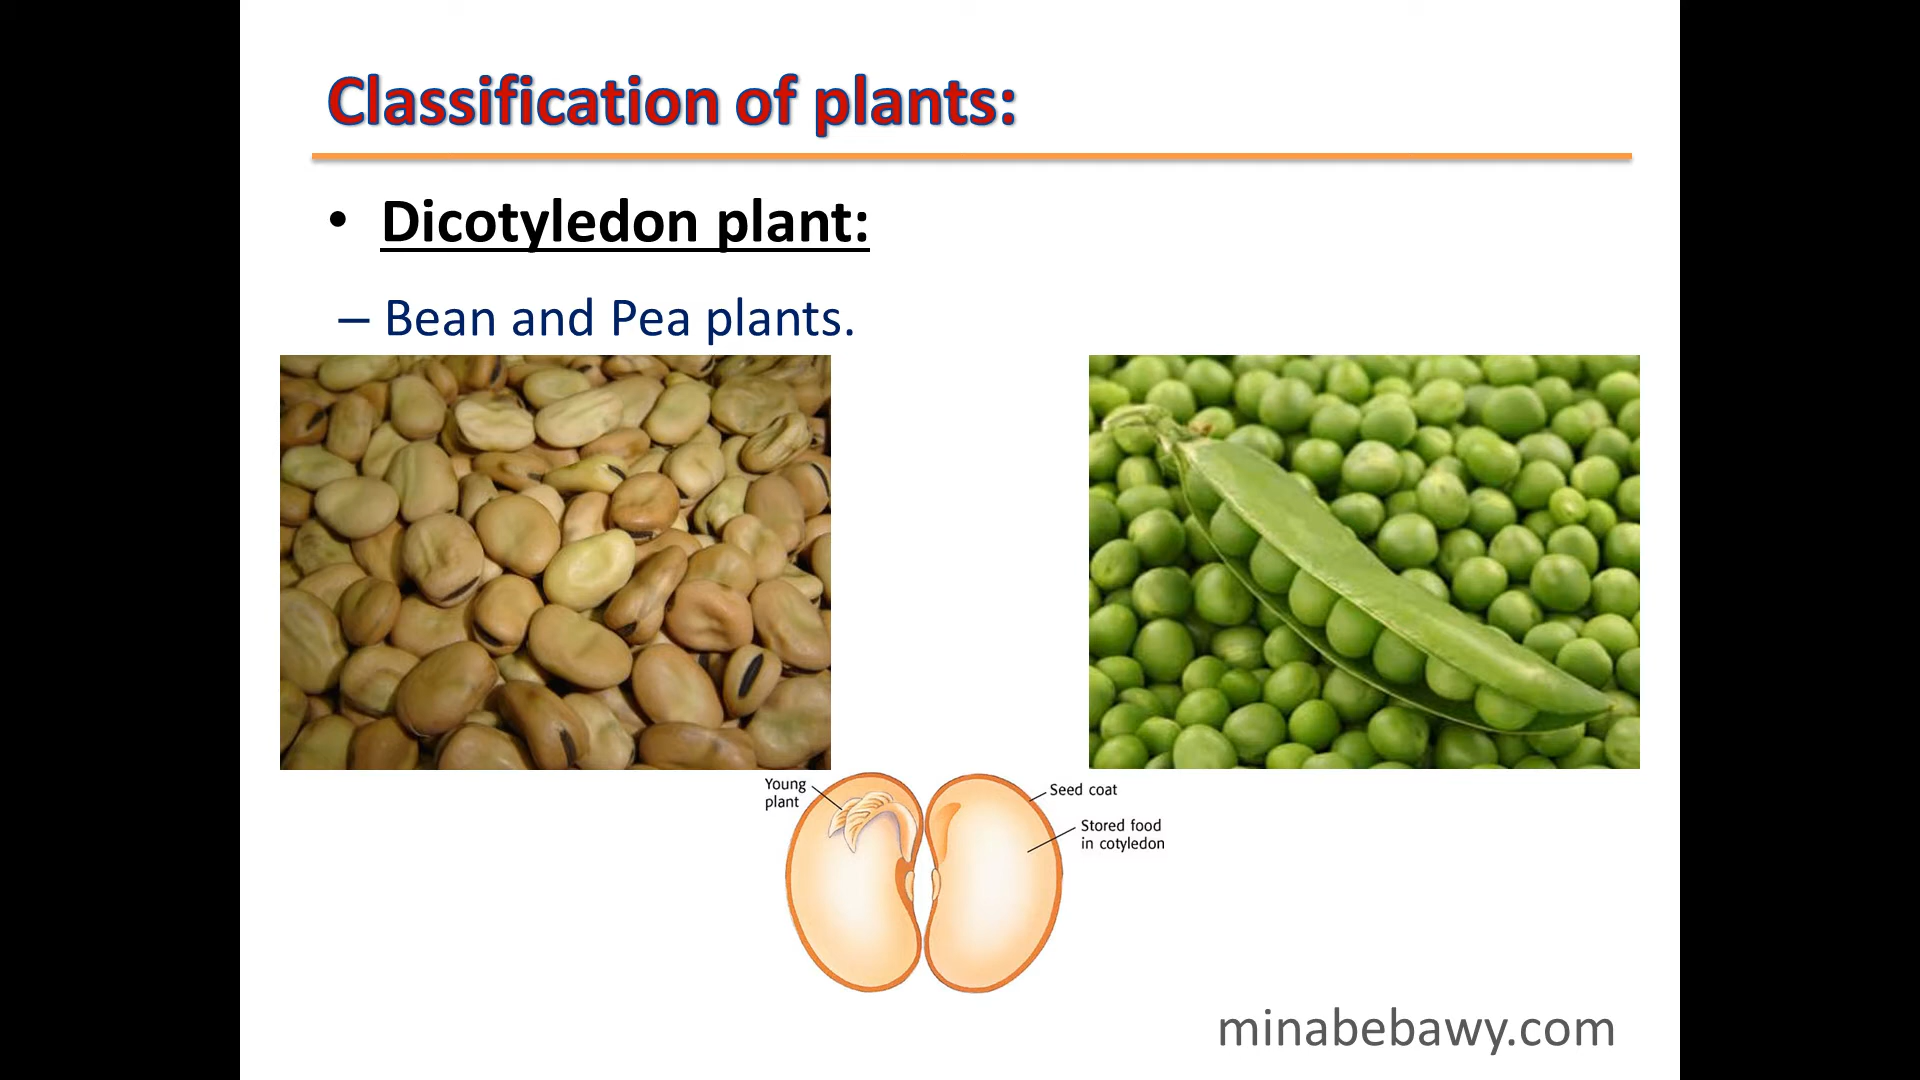 Classification of plants:
• Dicotyledon plant:
– Bean and Pea plants.
Young
plant
Seed coat
Stored food
in cotyledon
minabebawy.com